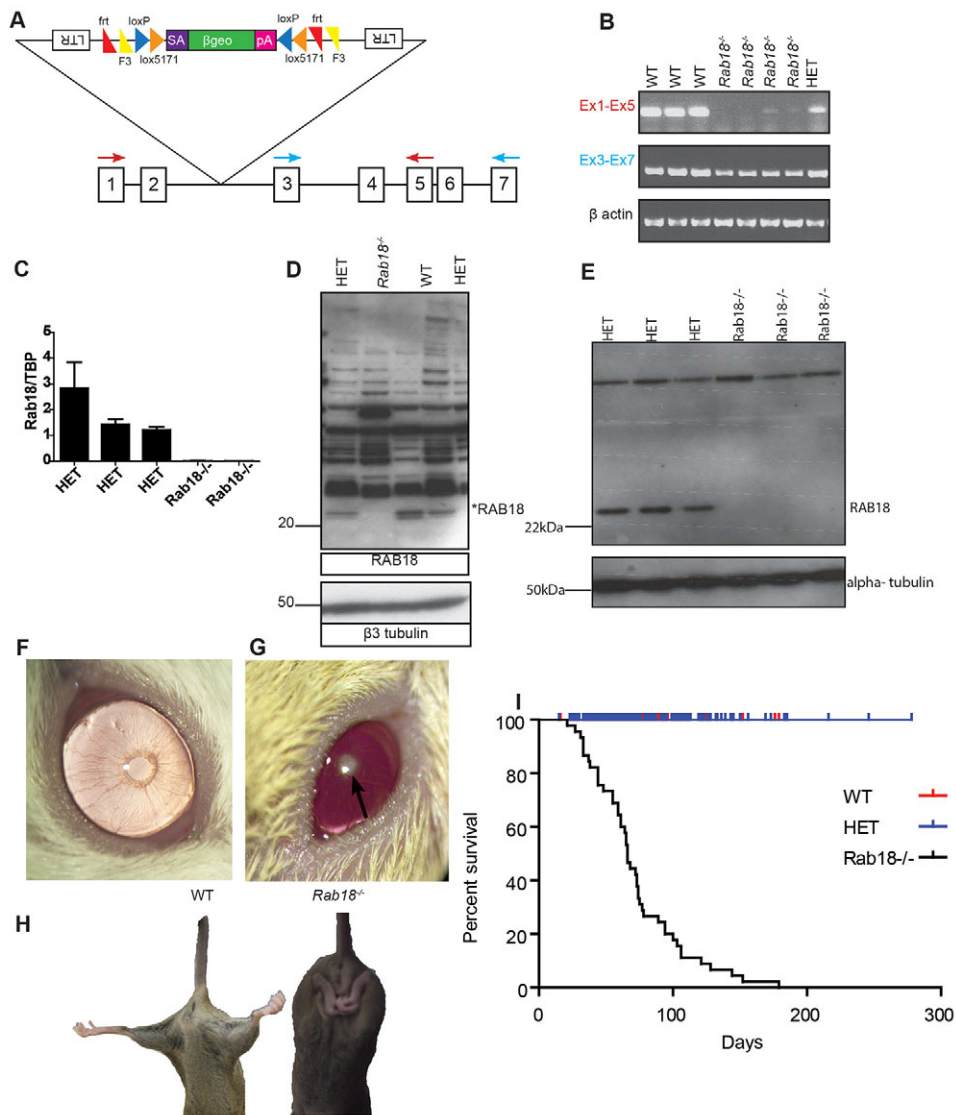 A
frt
loxP
loxP
frt
LTR
SA
βgeo
pA
LTR
F3
lox5171
lox5171
F3
1
2
3
4
5
6
7
B
WT
WT
WT
Rab18-/-
Rab18-/-
Rab18-/-
Rab18-/-
HET
Ex1-Ex5
Ex3-Ex7
β actin
C
Rab18/TBP
5
4
3
2
1
0
HET
HET
HET
Rab18-/-
Rab18-/-
D
HET
Rab18-/-
WT
HET
*RAB18
20
RAB18
50
β3 tubulin
E
HET
HET
HET
Rab18-/-
Rab18-/-
Rab18-/-
RAB18
22kDa
50kDa
alpha- tubulin
F
G
WT
Rab18-/-
H
I
Percent survival
100
80
60
40
20
0
0
100
200
300
Days
WT
HET
Rab18-/-